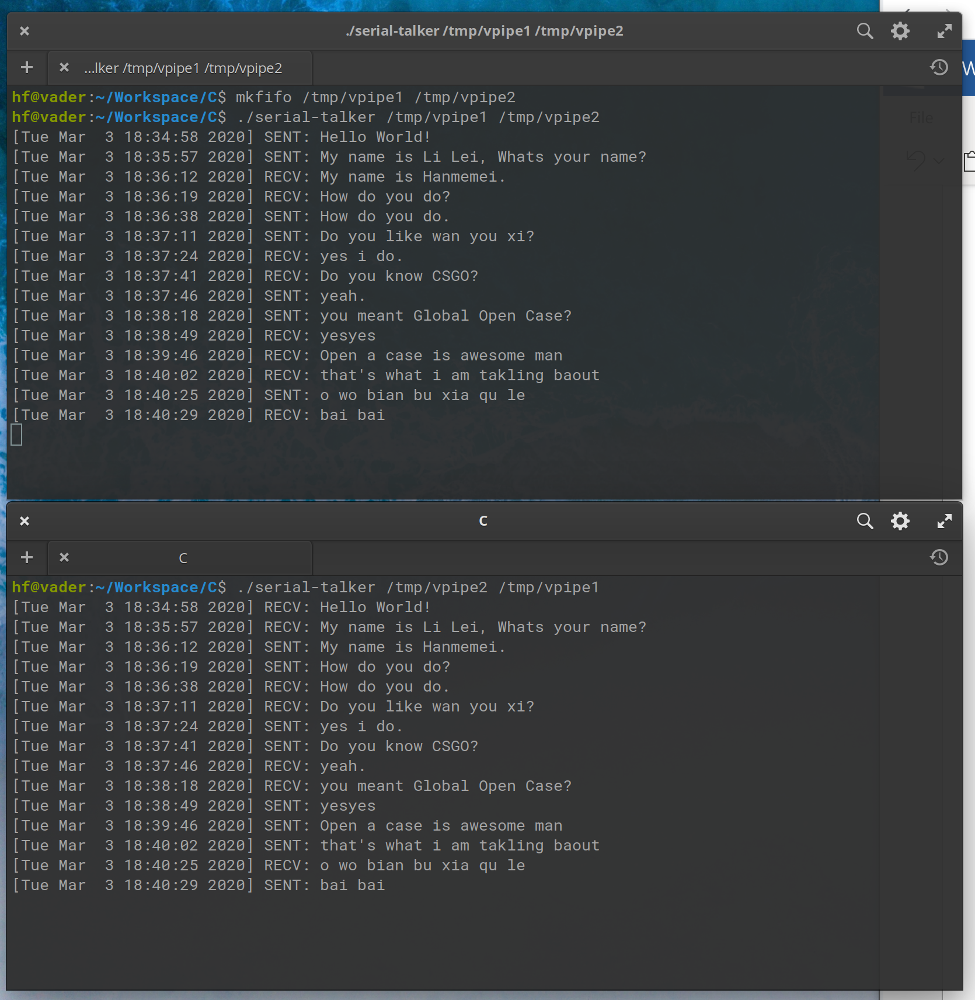 ./serial-talker /tmp/vpipe1 /tmp/vpipe2
...lker /tmp/vpipe1 /tmp/vpipe2
hf@vader:~/Workspace/C$ mkfifo /tmp/vpipe1 /tmp/vpipe2
hf@vader:~/Workspace/C$ ./serial-talker /tmp/vpipe1 /tmp/vpipe2
[Tue Mar  3 18:34:58 2020] SENT: Hello World!
[Tue Mar  3 18:35:57 2020] SENT: My name is Li Lei, Whats your name?
[Tue Mar  3 18:36:12 2020] RECV: My name is Hanmemei.
[Tue Mar  3 18:36:19 2020] RECV: How do you do?
[Tue Mar  3 18:36:38 2020] SENT: How do you do.
[Tue Mar  3 18:37:11 2020] SENT: Do you like wan you xi?
[Tue Mar  3 18:37:24 2020] RECV: yes i do.
[Tue Mar  3 18:37:41 2020] RECV: Do you know CSGO?
[Tue Mar  3 18:37:46 2020] SENT: yeah.
[Tue Mar  3 18:38:18 2020] SENT: you meant Global Open Case?
[Tue Mar  3 18:38:49 2020] RECV: yesyes
[Tue Mar  3 18:39:46 2020] RECV: Open a case is awesome man
[Tue Mar  3 18:40:02 2020] RECV: that's what i am takling baout
[Tue Mar  3 18:40:25 2020] SENT: o wo bian bu xia qu le
[Tue Mar  3 18:40:29 2020] RECV: bai bai
W
File
C
C
hf@vader:~/Workspace/C$ ./serial-talker /tmp/vpipe2 /tmp/vpipe1
[Tue Mar  3 18:34:58 2020] RECV: Hello World!
[Tue Mar  3 18:35:57 2020] RECV: My name is Li Lei, Whats your name?
[Tue Mar  3 18:36:12 2020] SENT: My name is Hanmemei.
[Tue Mar  3 18:36:19 2020] SENT: How do you do?
[Tue Mar  3 18:36:38 2020] RECV: How do you do.
[Tue Mar  3 18:37:11 2020] RECV: Do you like wan you xi?
[Tue Mar  3 18:37:24 2020] SENT: yes i do.
[Tue Mar  3 18:37:41 2020] SENT: Do you know CSGO?
[Tue Mar  3 18:37:46 2020] RECV: yeah.
[Tue Mar  3 18:38:18 2020] RECV: you meant Global Open Case?
[Tue Mar  3 18:38:49 2020] SENT: yesyes
[Tue Mar  3 18:39:46 2020] SENT: Open a case is awesome man
[Tue Mar  3 18:40:02 2020] SENT: that's what i am takling baout
[Tue Mar  3 18:40:25 2020] RECV: o wo bian bu xia qu le
[Tue Mar  3 18:40:29 2020] SENT: bai bai